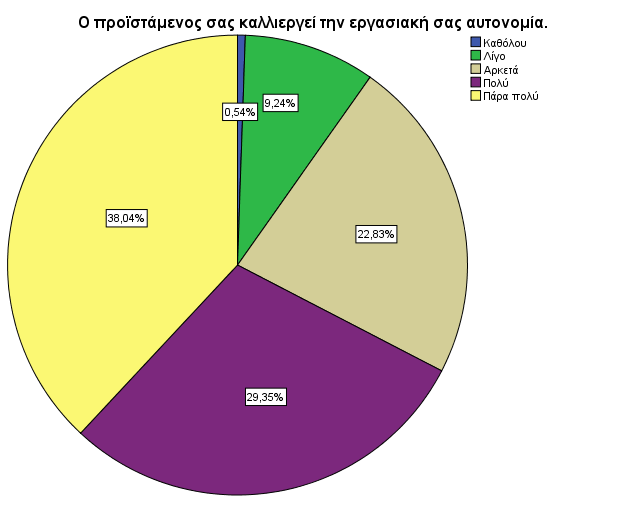 Ο προϊστάμενος σας καλλιεργεί την εργασιακή σας αυτονομία.
Καθόλου
Λίγο
Αρκετά
Πολύ
Πάρα πολύ
0,54%
9,24%
22,83%
29,35%
38,04%